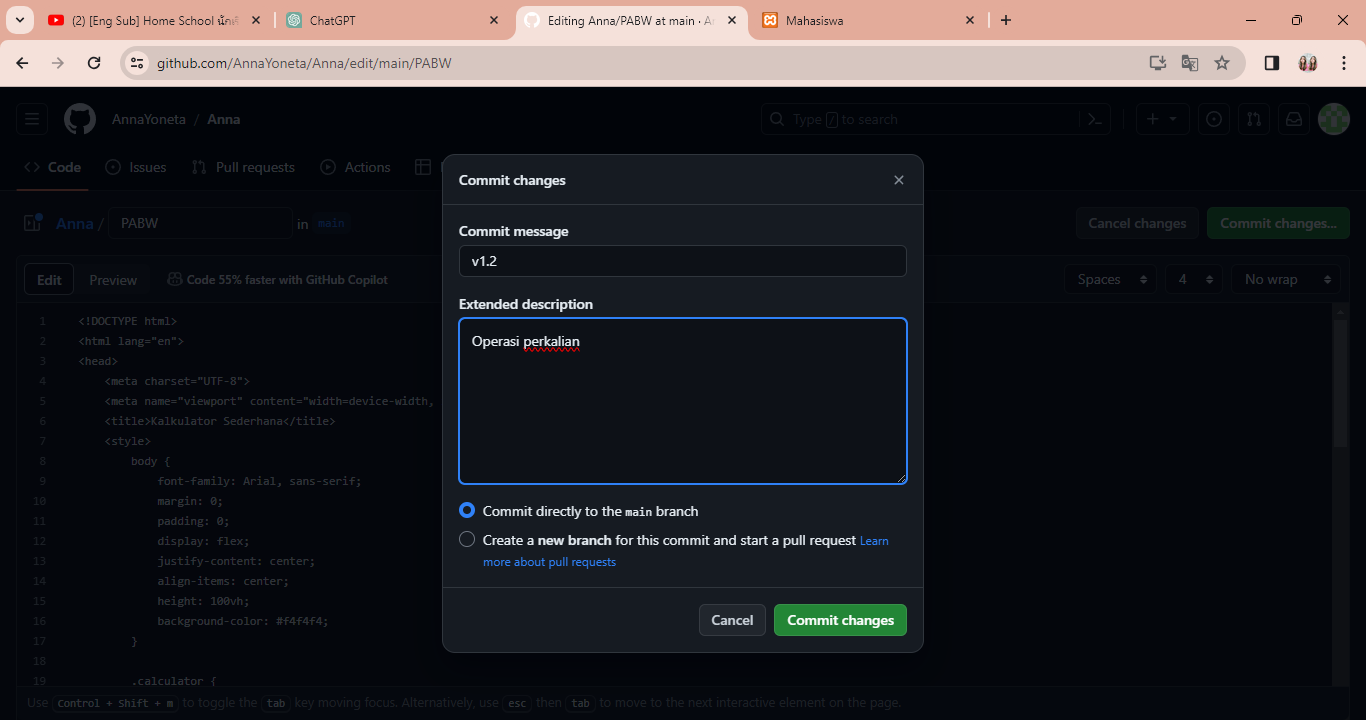 (2) [Eng Sub] Home School นักเ
ChatGPT
Editing Anna/PABW at main · A
Mahasiswa
github.com/AnnaYoneta/Anna/edit/main/PABW
AnnaYoneta / Anna
Type / to search
Code
Issues
Pull requests
Actions
Anna / PABW in main
Cancel changes
Commit changes...
Edit
Preview
Code 55% faster with GitHub Copilot
Spaces
4
No wrap
1 <!DOCTYPE html>
2 <html lang="en">
3 <head>
4 <meta charset="UTF-8">
5 <meta name="viewport" content="width=device-width,
6 <title>Kalkulator Sederhana</title>
7 <style>
8 body {
9 font-family: Arial, sans-serif;
10 margin: 0;
11 padding: 0;
12 display: flex;
13 justify-content: center;
14 align-items: center;
15 height: 100vh;
16 background-color: #f4f4f4;
17 }
18
19 .calculator {
Use Control + Shift + m to toggle the tab key moving focus. Alternatively, use esc then tab to move to the next interactive element on the page.
Commit changes
Commit message
v1.2
Extended description
Operasi perkalian
Commit directly to the main branch
Create a new branch for this commit and start a pull request Learn
more about pull requests
Cancel
Commit changes